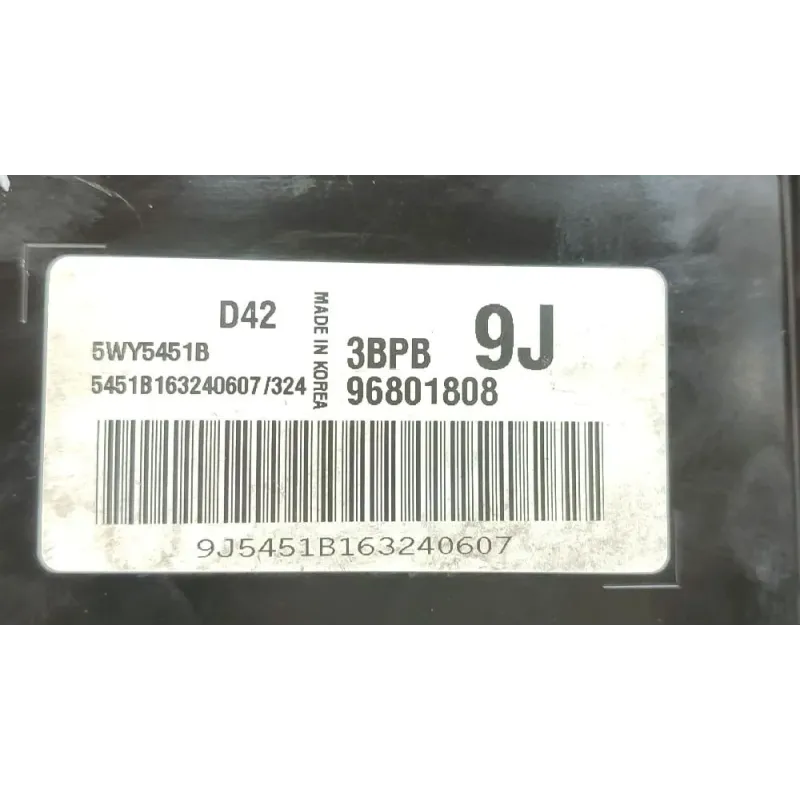 D42
5WY5451B
5451B163240607/324
MADE IN KOREA
3BPB 9J
96801808
9J5451B163240607